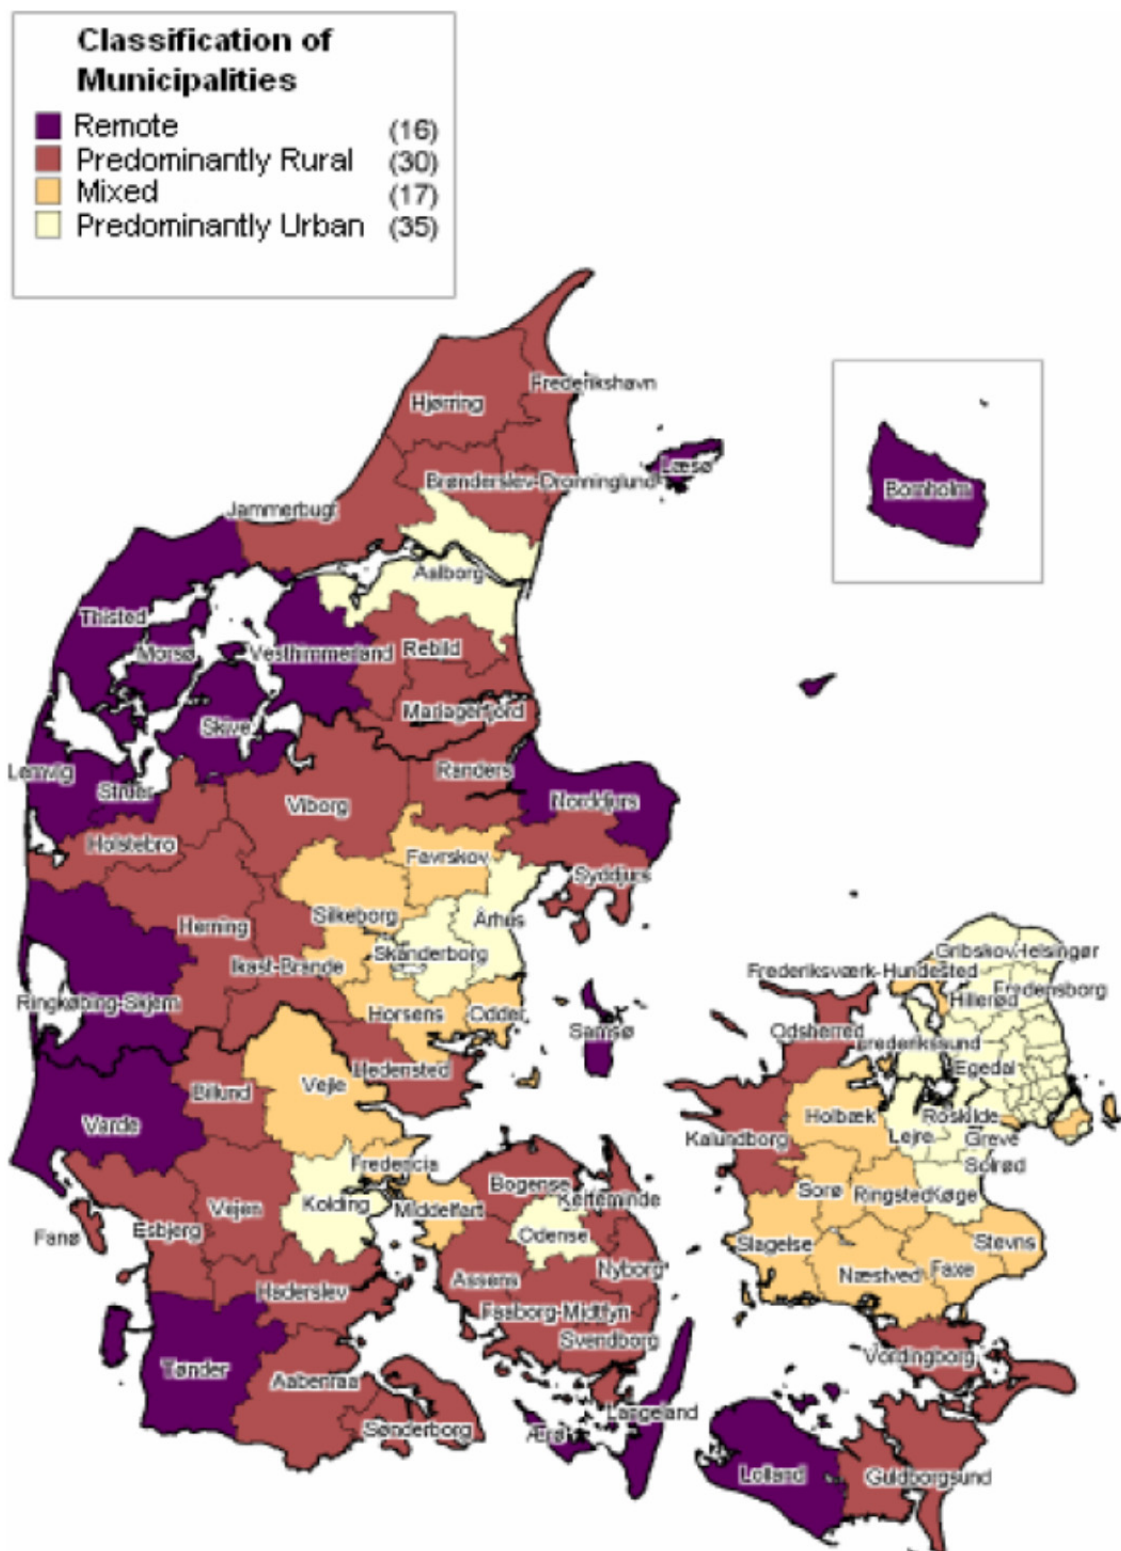 Classification of
Municipalities
Remote (16)
Predominantly Rural (30)
Mixed (17)
Predominantly Urban (35)
Frederikshavn
Hjørring
Læsø
Brønderslev-Dronninglund
Bornholm
Jammerbugt
Aalborg
Thisted
Morsø
Vesthimmerland
Rebild
Mariagerfjord
Skive
Lemvig
Struer
Randers
Viborg
Norddjurs
Holstebro
Favrskov
Syddjurs
Silkeborg
Århus
Herning
Skanderborg
Ikast-Brande
Gribskov
Helsingør
Frederiksværk-Hundested
Ringkøbing-Skjern
Horsens
Odder
Samsø
Hillerød
Fredensborg
Odsherred
Frederikssund
Hedensted
Egedal
Billund
Vejle
Varde
Holbæk
Roskilde
Kalundborg
Lejre
Greve
Fredericia
Solrød
Bogense
Kerteminde
Sorø
Ringsted
Køge
Kolding
Middelfart
Vejen
Fanø
Esbjerg
Odense
Slagelse
Stevns
Nyborg
Assens
Næstved
Faxe
Haderslev
Faaborg-Midtfyn
Svendborg
Vordingborg
Tønder
Aabenraa
Langeland
Sønderborg
Ærø
Lolland
Guldborgsund